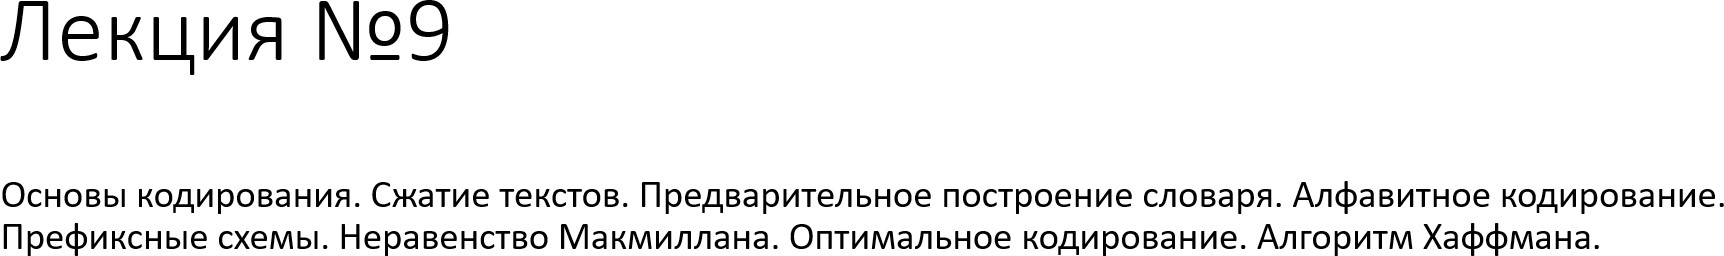 Лекция №9
Основы кодирования. Сжатие текстов. Предварительное построение словаря. Алфавитное кодирование.
Префиксные схемы. Неравенство Макмиллана. Оптимальное кодирование. Алгоритм Хаффмана.